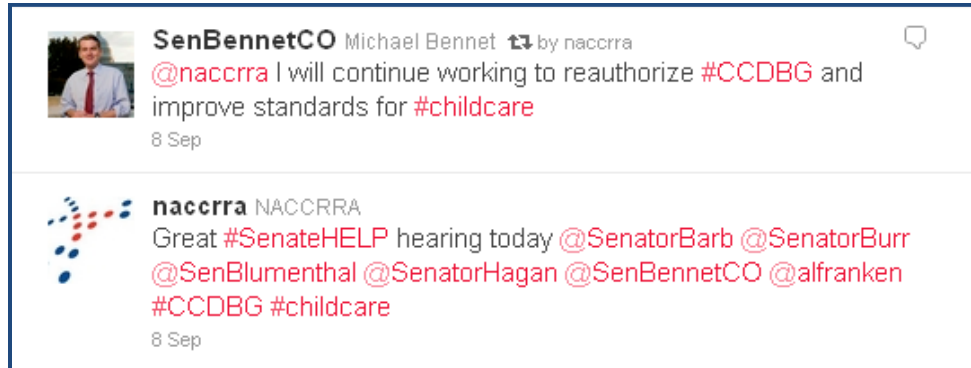 SenBennetCO Michael Bennet by naccrra
@naccrra I will continue working to reauthorize #CCDBG and
improve standards for #childcare
8 Sep
naccrra NACCRRA
Great #SenateHELP hearing today @SenatorBarb @SenatorBurr
@SenBlumenthal @SenatorHagan @SenBennetCO @alfranken
#CCDBG #childcare
8 Sep